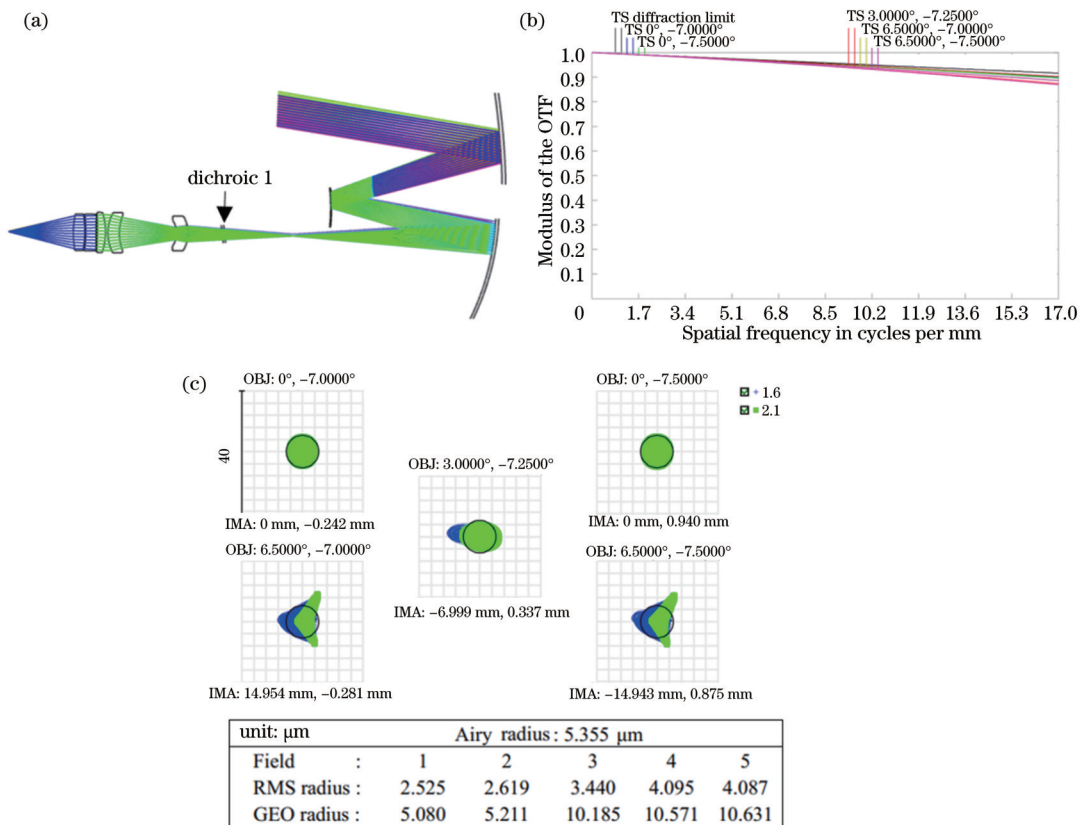 (a)
dichroic 1
(b)
TS diffraction limit
TS 0°, −7.0000°
TS 0°, −7.5000°
TS 3.0000°, −7.2500°
TS 6.5000°, −7.0000°
TS 6.5000°, −7.5000°
Modulus of the OTF
1.0
0.9
0.8
0.7
0.6
0.5
0.4
0.3
0.2
0.1
0 1.7 3.4 5.1 6.8 8.5 10.2 11.9 13.6 15.3 17.0
Spatial frequency in cycles per mm
(c)
OBJ: 0°, −7.0000°
40
IMA: 0 mm, −0.242 mm
OBJ: 0°, −7.5000°
IMA: 0 mm, 0.940 mm
1.6
2.1
OBJ: 3.0000°, −7.2500°
IMA: −6.999 mm, 0.337 mm
OBJ: 6.5000°, −7.0000°
IMA: 14.954 mm, −0.281 mm
OBJ: 6.5000°, −7.5000°
IMA: −14.943 mm, 0.875 mm
unit: μm Airy radius: 5.355 μm
Field : 1 2 3 4 5
RMS radius : 2.525 2.619 3.440 4.095 4.087
GEO radius : 5.080 5.211 10.185 10.571 10.631